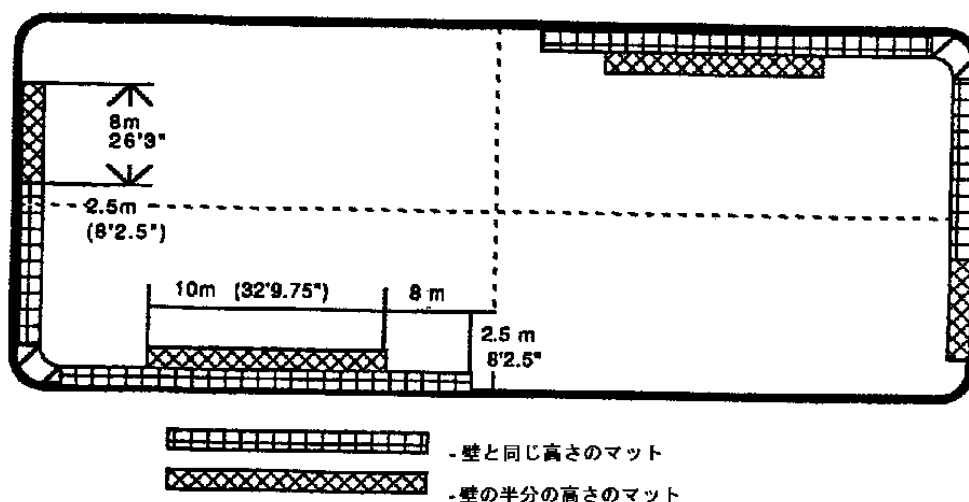 8m
26'3"
2.5m
(8'2.5")
10m (32'9.75")
8 m
2.5 m
8'2.5"
-壁と同じ高さのマット
-壁の半分の高さのマット